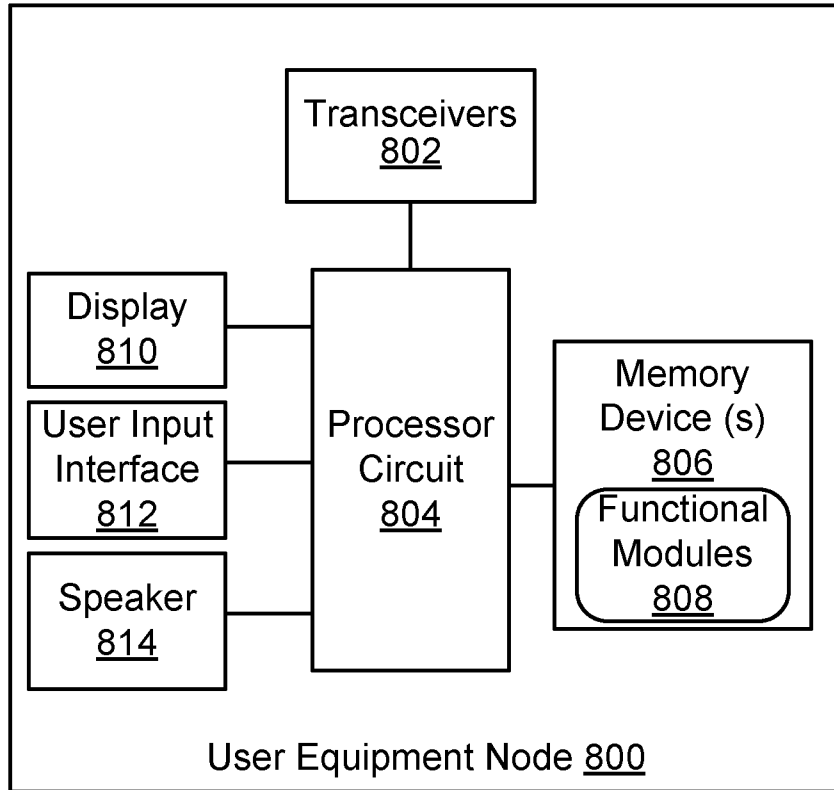 Transceivers
802
Display
810
User Input
Interface
812
Speaker
814
Processor
Circuit
804
Memory
Device (s)
806
Functional
Modules
808
User Equipment Node 800